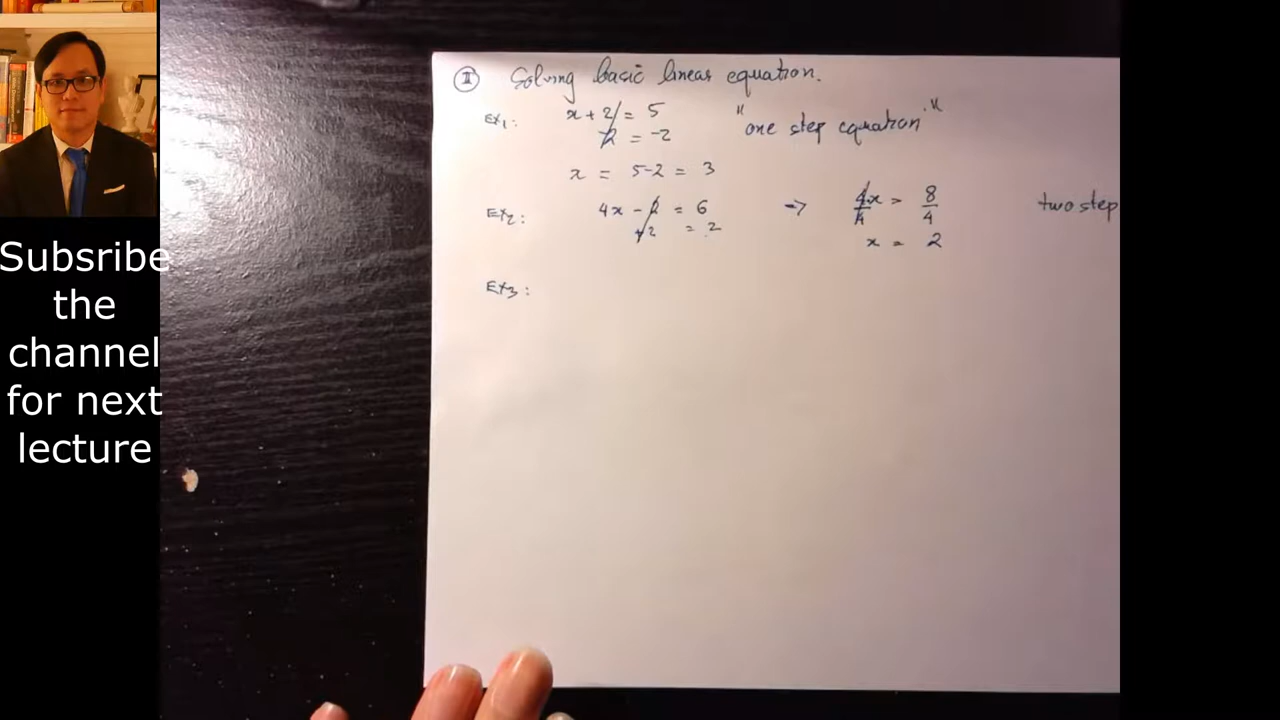 Subsribe
the
channel
for next
lecture
II Solving basic linear equation.
Ex1: x + 2 = 5 "one step equation."
-2 = -2
x = 5-2 = 3
Ex2: 4x - 2 = 6 → 4x/4 = 8/4 two step
+2 = 2 x = 2
Ex3: